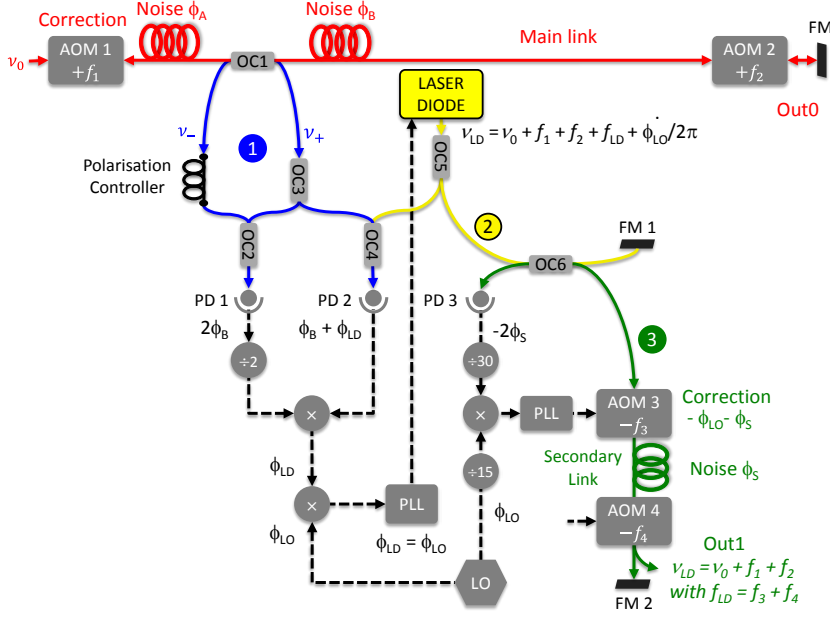 Correction
Noise ϕA
Noise ϕB
Main link
FM
ν0
AOM 1
+f1
OC1
AOM 2
+f2
Out0
LASER
DIODE
νLD = ν0 + f1 + f2 + fLD + ϕ̇LO/2π
ν−
ν+
1
Polarisation
Controller
OC3
OC5
2
FM 1
OC2
OC4
OC6
PD 1
PD 2
PD 3
2ϕB
ϕB + ϕLD
-2ϕS
3
÷2
÷30
×
×
PLL
AOM 3
−f3
Correction
- ϕLO- ϕS
ϕLD
÷15
Secondary
Link
Noise ϕS
×
PLL
ϕLO
AOM 4
−f4
ϕLO
ϕLD = ϕLO
LO
Out1
νLD = ν0 + f1 + f2
with fLD = f3 + f4
FM 2